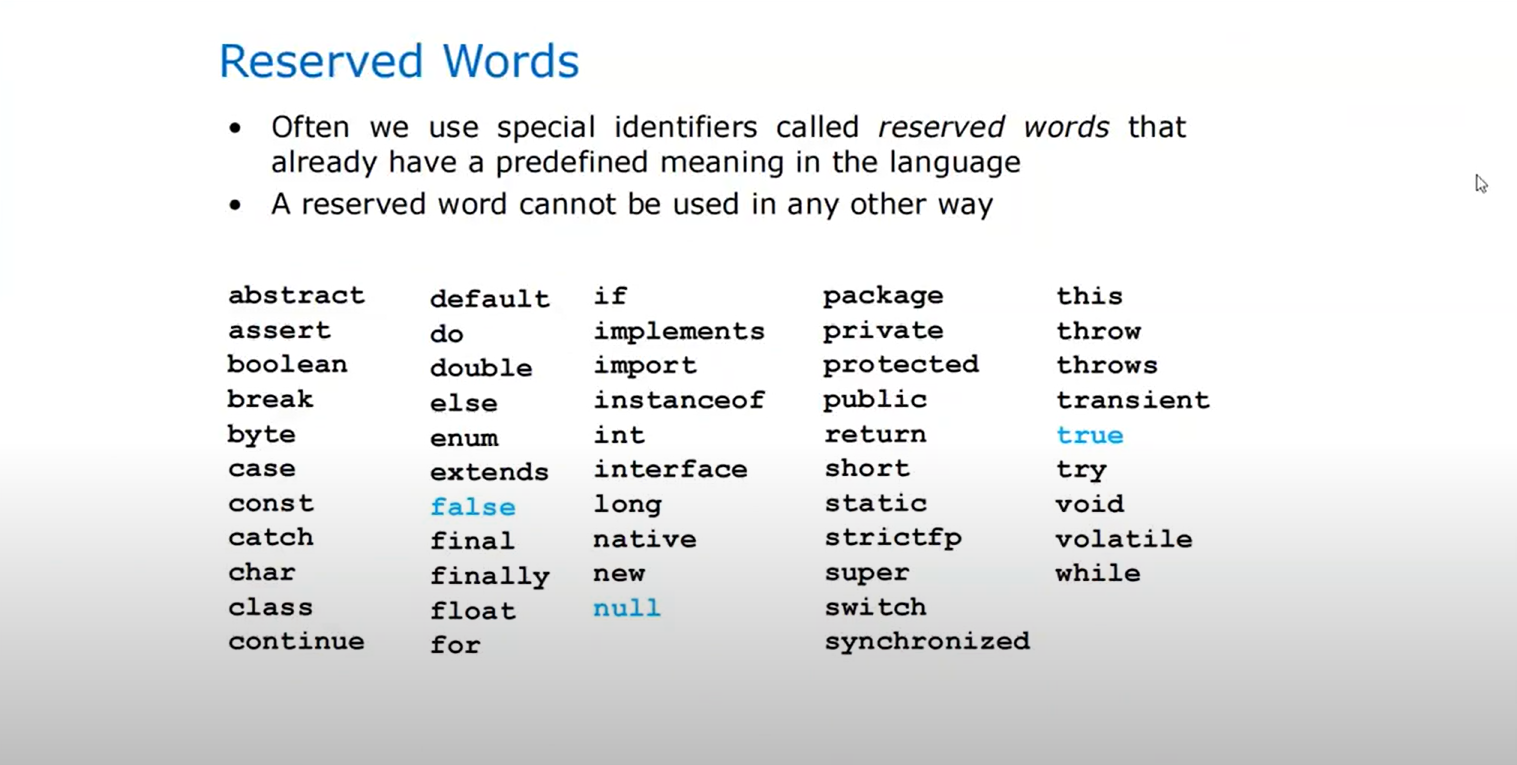 Reserved Words
• Often we use special identifiers called reserved words that
already have a predefined meaning in the language
• A reserved word cannot be used in any other way
abstract
assert
boolean
break
byte
case
const
catch
char
class
continue
default
do
double
else
enum
extends
false
final
finally
float
for
if
implements
import
instanceof
int
interface
long
native
new
null
package
private
protected
public
return
short
static
strictfp
super
switch
synchronized
this
throw
throws
transient
true
try
void
volatile
while